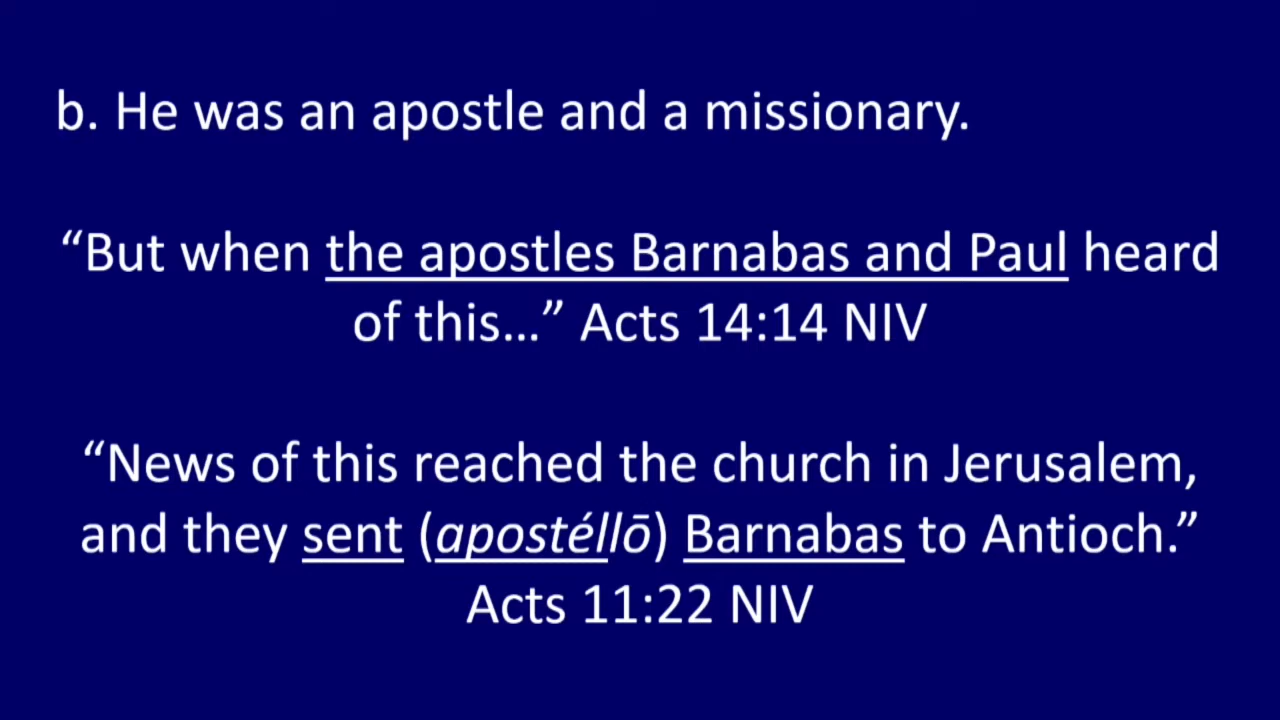 b. He was an apostle and a missionary.
“But when the apostles Barnabas and Paul heard
of this...” Acts 14:14 NIV
“News of this reached the church in Jerusalem,
and they sent (apostéllō) Barnabas to Antioch.”
Acts 11:22 NIV